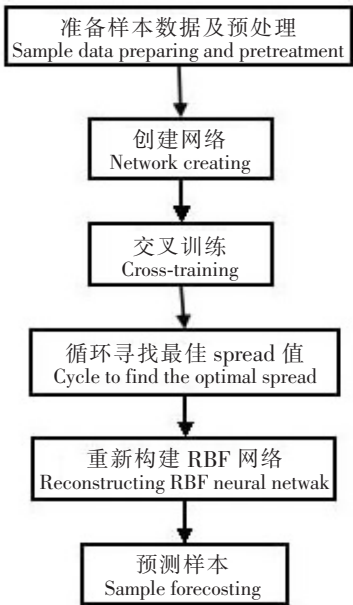 准备样本数据及预处理
Sample data preparing and pretreatment
创建网络
Network creating
交叉训练
Cross-training
循环寻找最佳 spread 值
Cycle to find the optimal spread
重新构建 RBF 网络
Reconstructing RBF neural netwak
预测样本
Sample forecosting